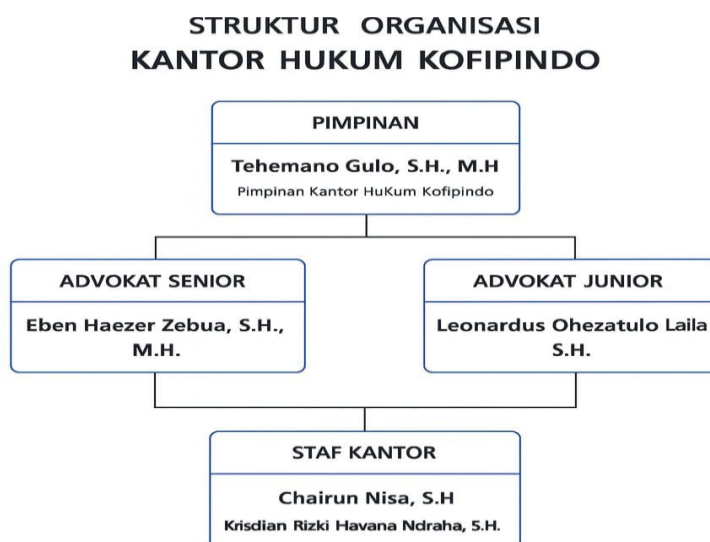 STRUKTUR ORGANISASI
KANTOR HUKUM KOFIPINDO
PIMPINAN
Tehemano Gulo, S.H., M.H
Pimpinan Kantor HuKum Kofipindo
ADVOKAT SENIOR
Eben Haezer Zebua, S.H.,
M.H.
ADVOKAT JUNIOR
Leonardus Ohezatulo Laila
S.H.
STAF KANTOR
Chairun Nisa, S.H
Krisdian Rizki Havana Ndraha, S.H.